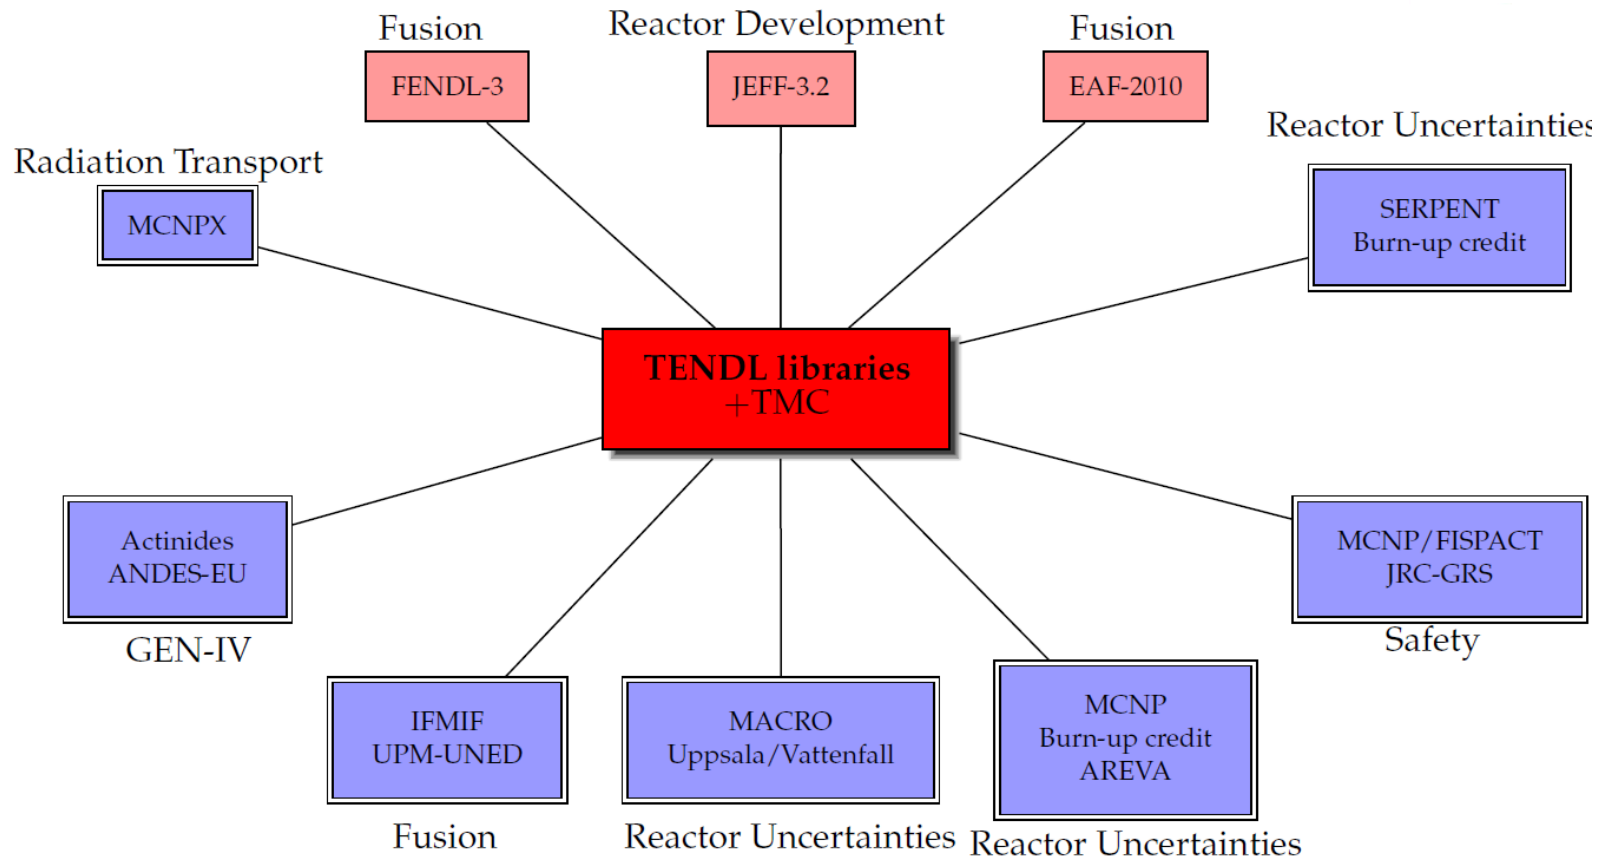 Fusion
Reactor Development
Fusion
FENDL-3
JEFF-3.2
EAF-2010
Reactor Uncertainties
Radiation Transport
MCNPX
SERPENT
Burn-up credit
TENDL libraries
+TMC
Actinides
ANDES-EU
GEN-IV
MCNP/FISPACT
JRC-GRS
Safety
IFMIF
UPM-UNED
Fusion
MACRO
Uppsala/Vattenfall
Reactor Uncertainties
MCNP
Burn-up credit
AREVA
Reactor Uncertainties